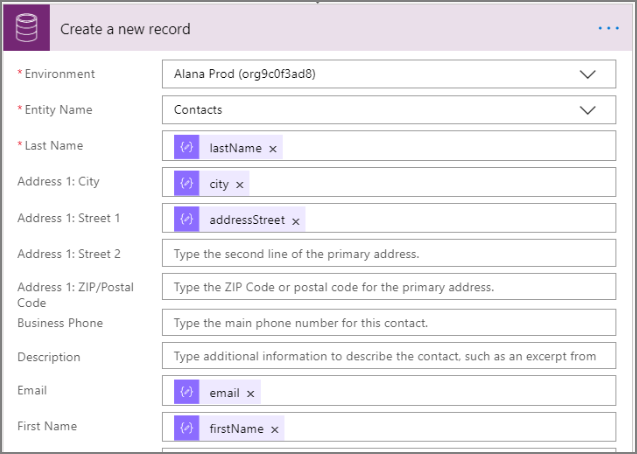 Create a new record ...
* Environment Alana Prod (org9c0f3ad8)
* Entity Name Contacts
* Last Name {𝑓} lastName ×
Address 1: City city ×
Address 1: Street 1 addressStreet ×
Address 1: Street 2 Type the second line of the primary address.
Address 1: ZIP/Postal Type the ZIP Code or postal code for the primary address.
Code
Business Phone Type the main phone number for this contact.
Description Type additional information to describe the contact, such as an excerpt from
Email email ×
First Name firstName ×